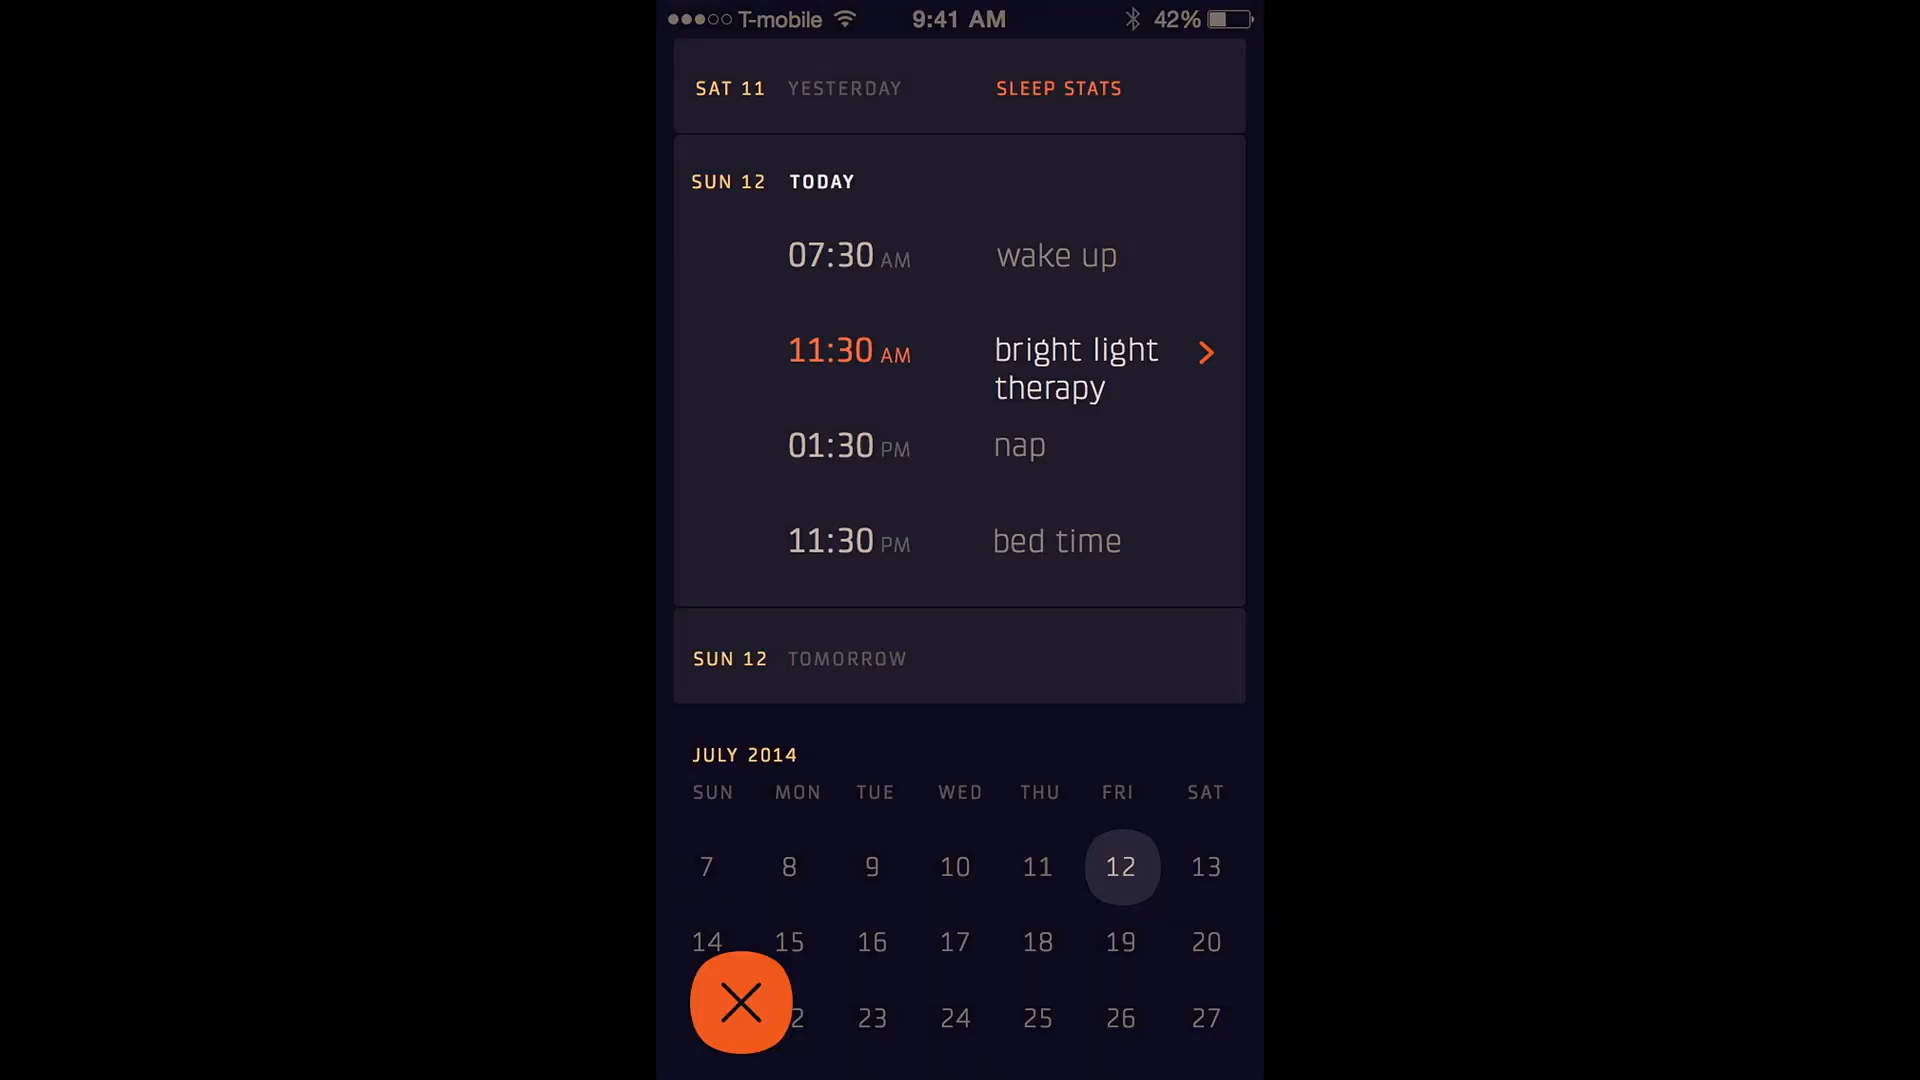 T-mobile 9:41 AM 42%
SAT 11 YESTERDAY SLEEP STATS
SUN 12 TODAY
07:30 AM wake up
11:30 AM bright light
therapy
01:30 PM nap
11:30 PM bed time
SUN 12 TOMORROW
JULY 2014
SUN MON TUE WED THU FRI SAT
7 8 9 10 11 12 13
14 15 16 17 18 19 20
2 23 24 25 26 27